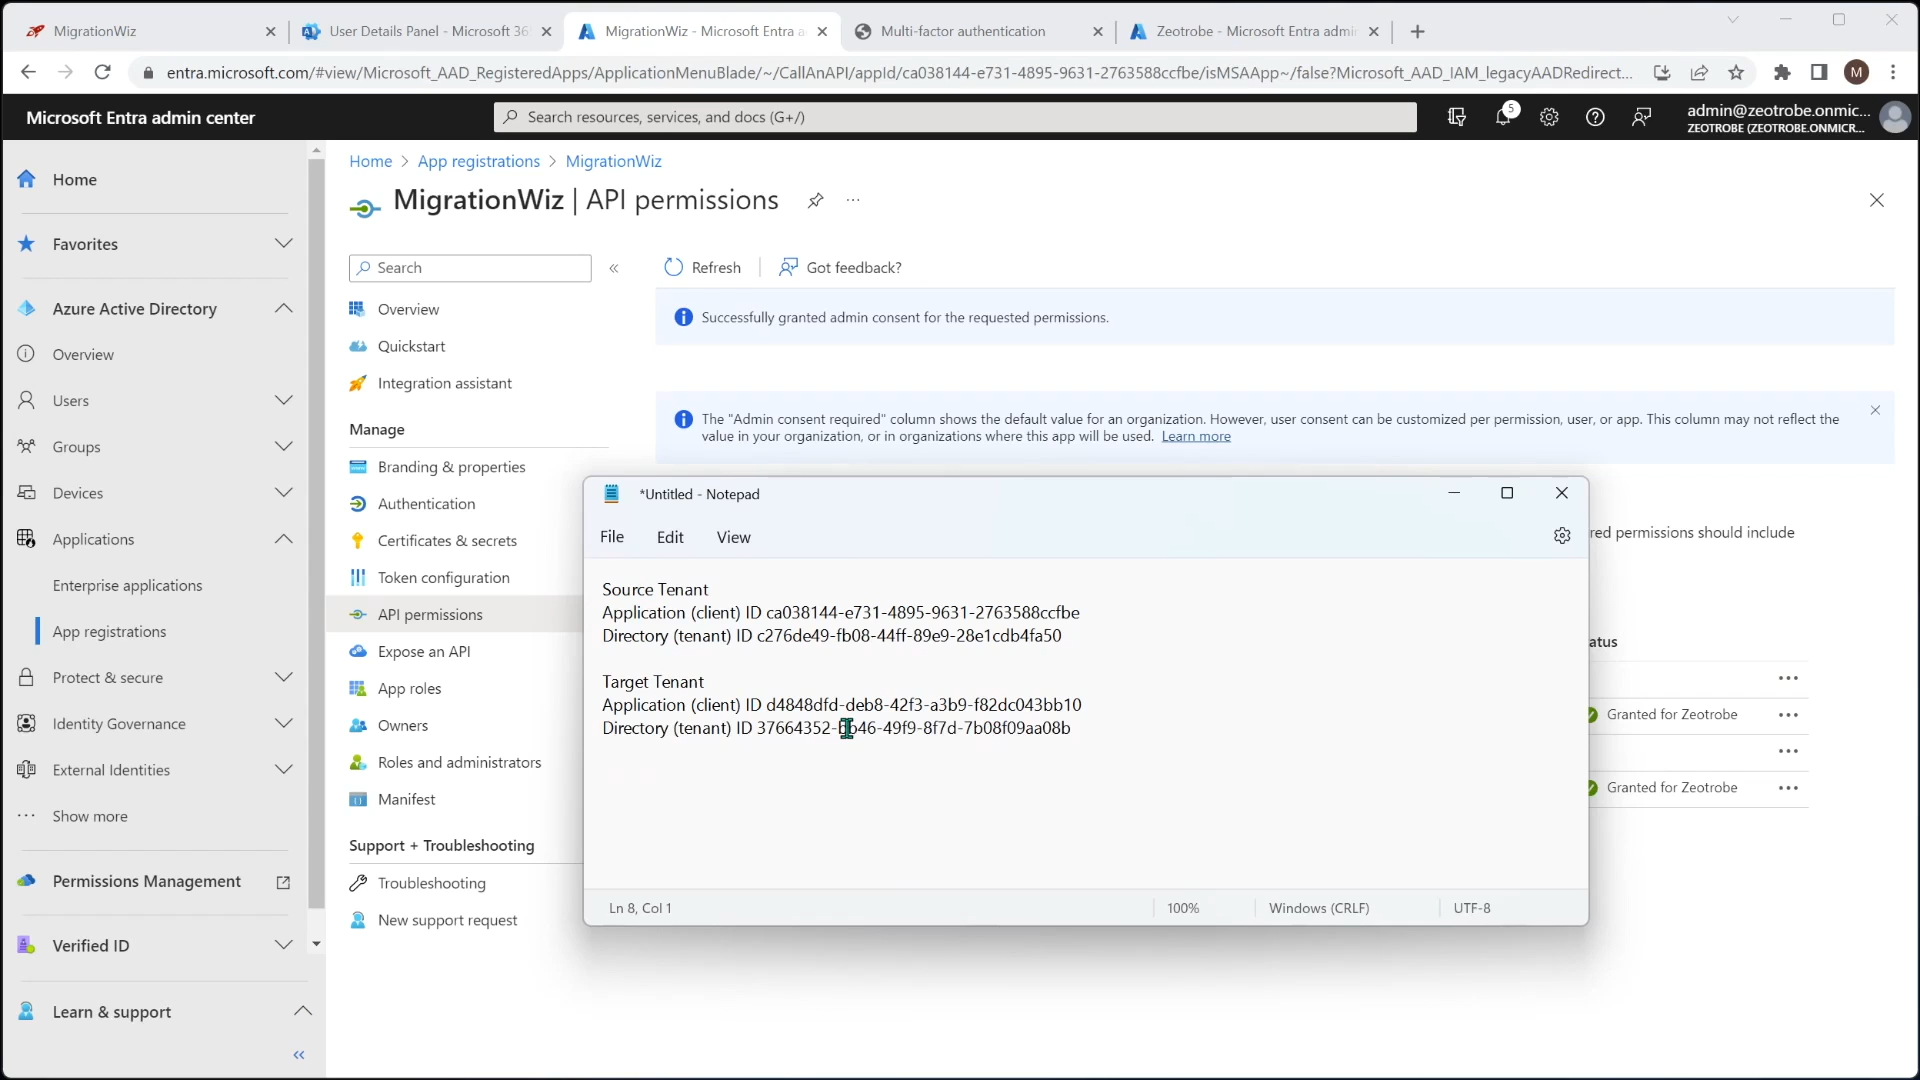 MigrationWiz
User Details Panel - Microsoft 36
MigrationWiz - Microsoft Entra a
Multi-factor authentication
Zeotrobe - Microsoft Entra admi
entra.microsoft.com/#view/Microsoft_AAD_RegisteredApps/ApplicationMenuBlade/~/CallAnAPI/appId/ca038144-e731-4895-9631-2763588ccfbe/isMSAApp~/false?Microsoft_AAD_IAM_legacyAADRedirect...
M
Microsoft Entra admin center
Search resources, services, and docs (G+/)
5
admin@zeotrobe.onmic...
ZEOTROBE (ZEOTROBE.ONMICR...
Home
Favorites
Azure Active Directory
Overview
Users
Groups
Devices
Applications
Enterprise applications
App registrations
Protect & secure
Identity Governance
External Identities
Show more
Permissions Management
Verified ID
Learn & support
Home > App registrations > MigrationWiz
MigrationWiz | API permissions
Search
Overview
Quickstart
Integration assistant
Manage
Branding & properties
Authentication
Certificates & secrets
Token configuration
API permissions
Expose an API
App roles
Owners
Roles and administrators
Manifest
Support + Troubleshooting
Troubleshooting
New support request
Refresh
Got feedback?
Successfully granted admin consent for the requested permissions.
The "Admin consent required" column shows the default value for an organization. However, user consent can be customized per permission, user, or app. This column may not reflect the
value in your organization, or in organizations where this app will be used. Learn more
red permissions should include
atus
Granted for Zeotrobe
Granted for Zeotrobe
*Untitled - Notepad
File
Edit
View
Source Tenant
Application (client) ID ca038144-e731-4895-9631-2763588ccfbe
Directory (tenant) ID c276de49-fb08-44ff-89e9-28e1cdb4fa50
Target Tenant
Application (client) ID d4848dfd-deb8-42f3-a3b9-f82dc043bb10
Directory (tenant) ID 37664352-bb46-49f9-8f7d-7b08f09aa08b
Ln 8, Col 1
100%
Windows (CRLF)
UTF-8